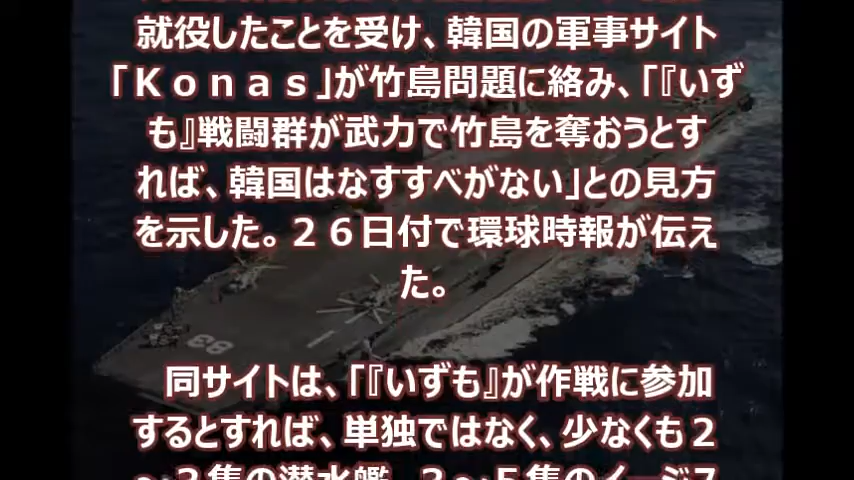 就役したことを受け、韓国の軍事サイト
「Ｋｏｎａｓ」が竹島問題に絡み、「『いず
も』戦闘群が武力で竹島を奪おうとす
れば、韓国はなすすべがない」との見方
を示した。２６日付で環球時報が伝え
た。
83
同サイトは、「『いずも』が作戦に参加
するとすれば、単独ではなく、少なくも２